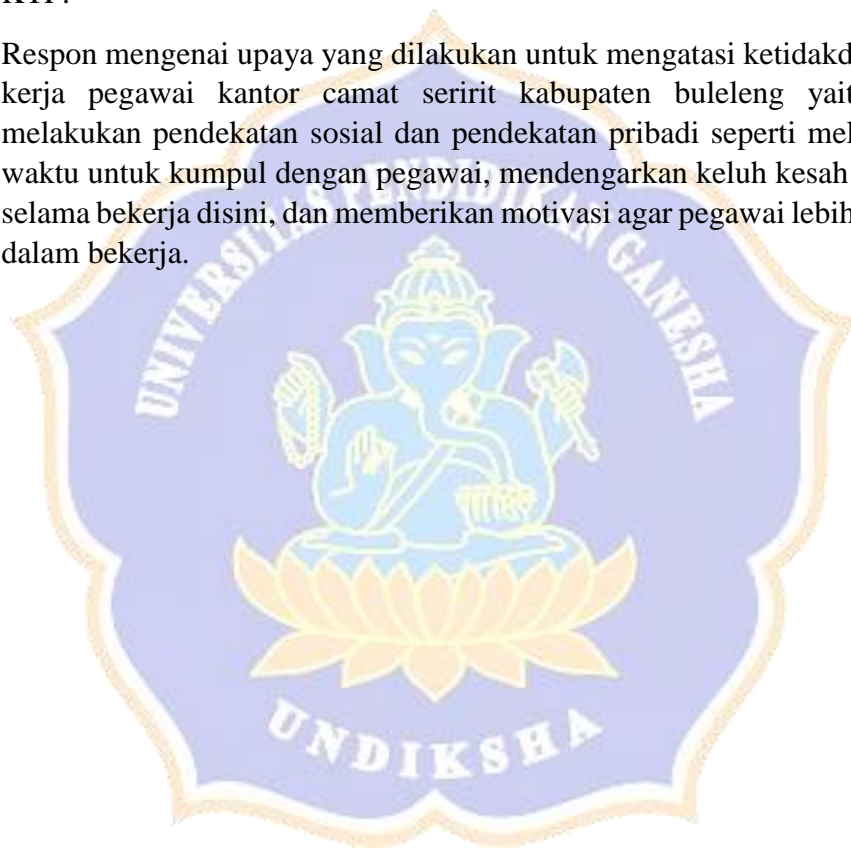 Respon mengenai upaya yang dilakukan untuk mengatasi ketidakd
kerja pegawai kantor camat seririt kabupaten buleleng yait
melakukan pendekatan sosial dan pendekatan pribadi seperti mel
waktu untuk kumpul dengan pegawai, mendengarkan keluh kesah
selama bekerja disini, dan memberikan motivasi agar pegawai lebih
dalam bekerja.
UNIVERSITAS PENDIDIKAN GANESHA
UNDIKSHA